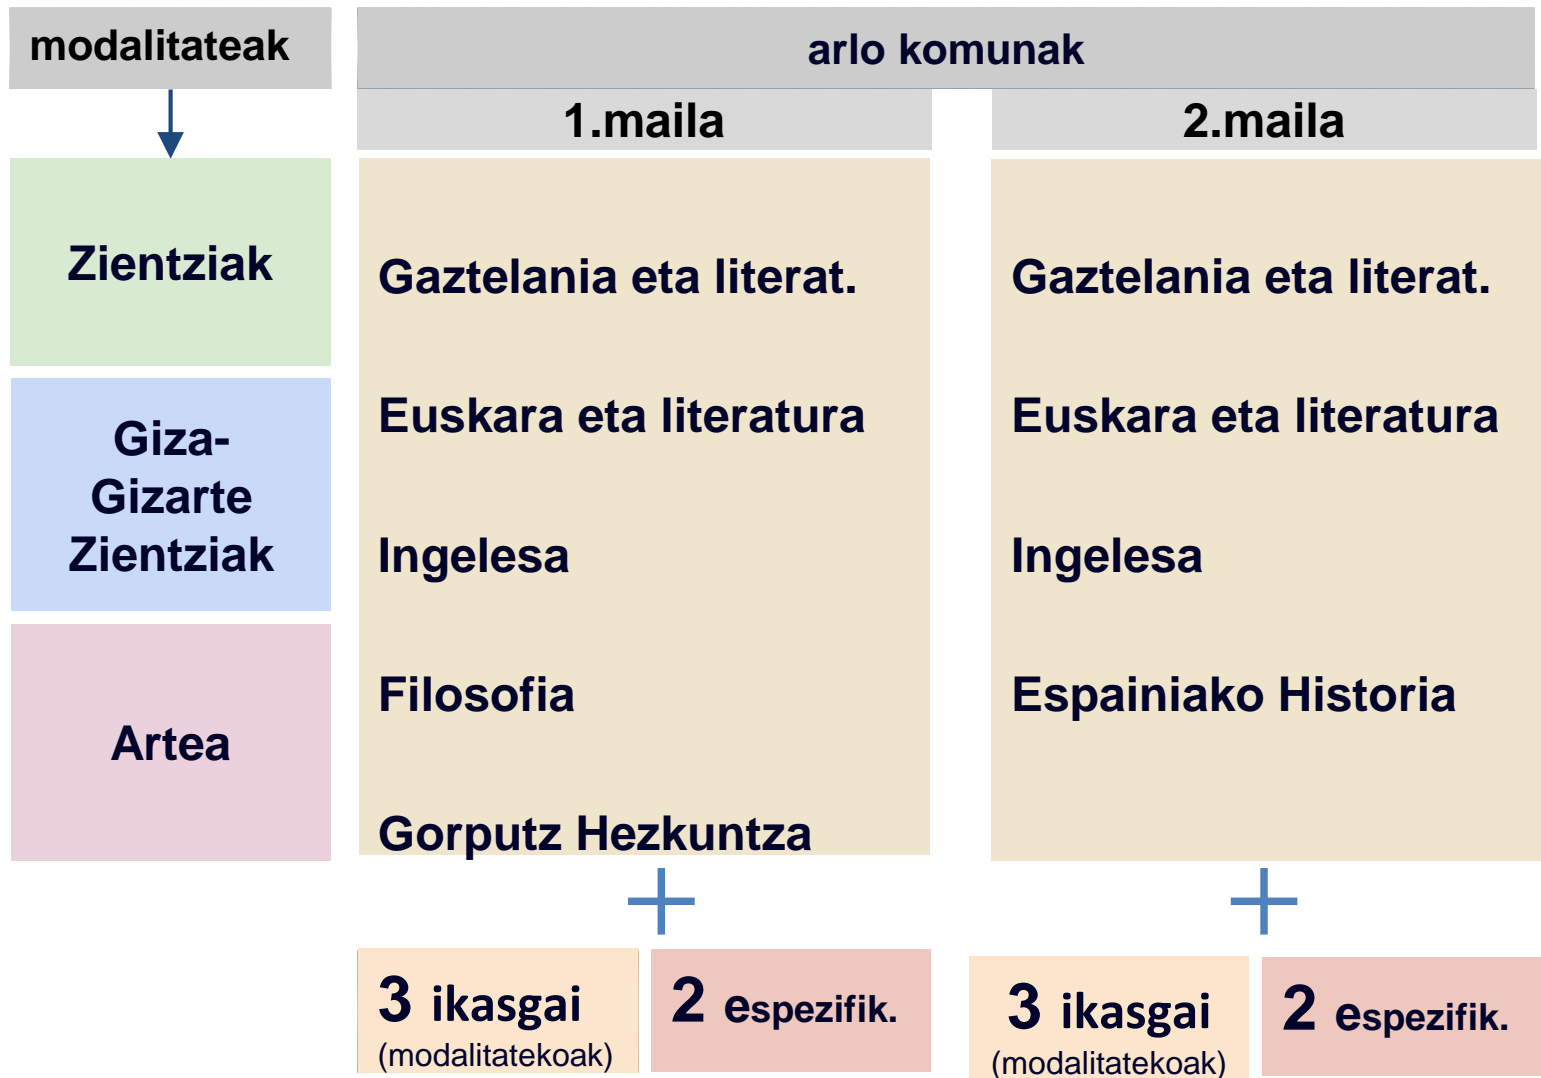 modalitateak
arlo komunak
1.maila
2.maila
Zientziak
Giza-
Gizarte
Zientziak
Artea
Gaztelania eta literat.
Euskara eta literatura
Ingelesa
Filosofia
Gorputz Hezkuntza
Gaztelania eta literat.
Euskara eta literatura
Ingelesa
Espainiako Historia
3 ikasgai
(modalitatekoak)
2 espezifik.
3 ikasgai
(modalitatekoak)
2 espezifik.